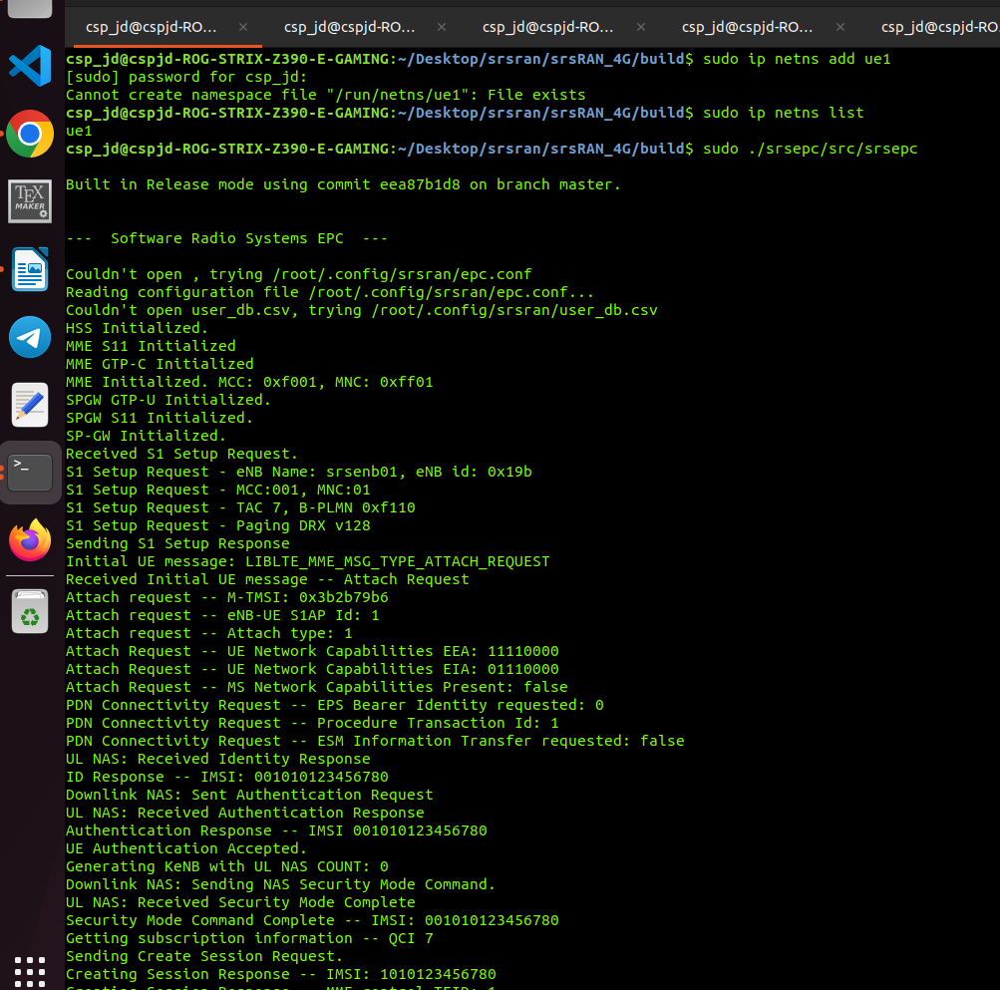 csp_jd@cspjd-RO... × csp_jd@cspjd-RO... × csp_jd@cspjd-RO... × csp_jd@cspjd-RO... × csp_jd@cspjd-RO
csp_jd@cspjd-ROG-STRIX-Z390-E-GAMING:~/Desktop/srsran/srsRAN_4G/build$ sudo ip netns add ue1
[sudo] password for csp_jd:
Cannot create namespace file "/run/netns/ue1": File exists
csp_jd@cspjd-ROG-STRIX-Z390-E-GAMING:~/Desktop/srsran/srsRAN_4G/build$ sudo ip netns list
ue1
csp_jd@cspjd-ROG-STRIX-Z390-E-GAMING:~/Desktop/srsran/srsRAN_4G/build$ sudo ./srsepc/src/srsepc
Built in Release mode using commit eea87b1d8 on branch master.
TEX
MAKER
--- Software Radio Systems EPC ---
Couldn't open , trying /root/.config/srsran/epc.conf
Reading configuration file /root/.config/srsran/epc.conf...
Couldn't open user_db.csv, trying /root/.config/srsran/user_db.csv
HSS Initialized.
MME S11 Initialized
MME GTP-C Initialized
MME Initialized. MCC: 0xf001, MNC: 0xff01
SPGW GTP-U Initialized.
SPGW S11 Initialized.
SP-GW Initialized.
Received S1 Setup Request.
S1 Setup Request - eNB Name: srsenb01, eNB id: 0x19b
S1 Setup Request - MCC:001, MNC:01
S1 Setup Request - TAC 7, B-PLMN 0xf110
S1 Setup Request - Paging DRX v128
Sending S1 Setup Response
Initial UE message: LIBLTE_MME_MSG_TYPE_ATTACH_REQUEST
Received Initial UE message -- Attach Request
Attach request -- M-TMSI: 0x3b2b79b6
Attach request -- eNB-UE S1AP Id: 1
Attach request -- Attach type: 1
Attach Request -- UE Network Capabilities EEA: 11110000
Attach Request -- UE Network Capabilities EIA: 01110000
Attach Request -- MS Network Capabilities Present: false
PDN Connectivity Request -- EPS Bearer Identity requested: 0
PDN Connectivity Request -- Procedure Transaction Id: 1
PDN Connectivity Request -- ESM Information Transfer requested: false
UL NAS: Received Identity Response
ID Response -- IMSI: 001010123456780
Downlink NAS: Sent Authentication Request
UL NAS: Received Authentication Response
Authentication Response -- IMSI 001010123456780
UE Authentication Accepted.
Generating KeNB with UL NAS COUNT: 0
Downlink NAS: Sending NAS Security Mode Command.
UL NAS: Received Security Mode Complete
Security Mode Command Complete -- IMSI: 001010123456780
Getting subscription information -- QCI 7
Sending Create Session Request.
Creating Session Response -- IMSI: 1010123456780
Creating Session Response -- MME control TEID: 1